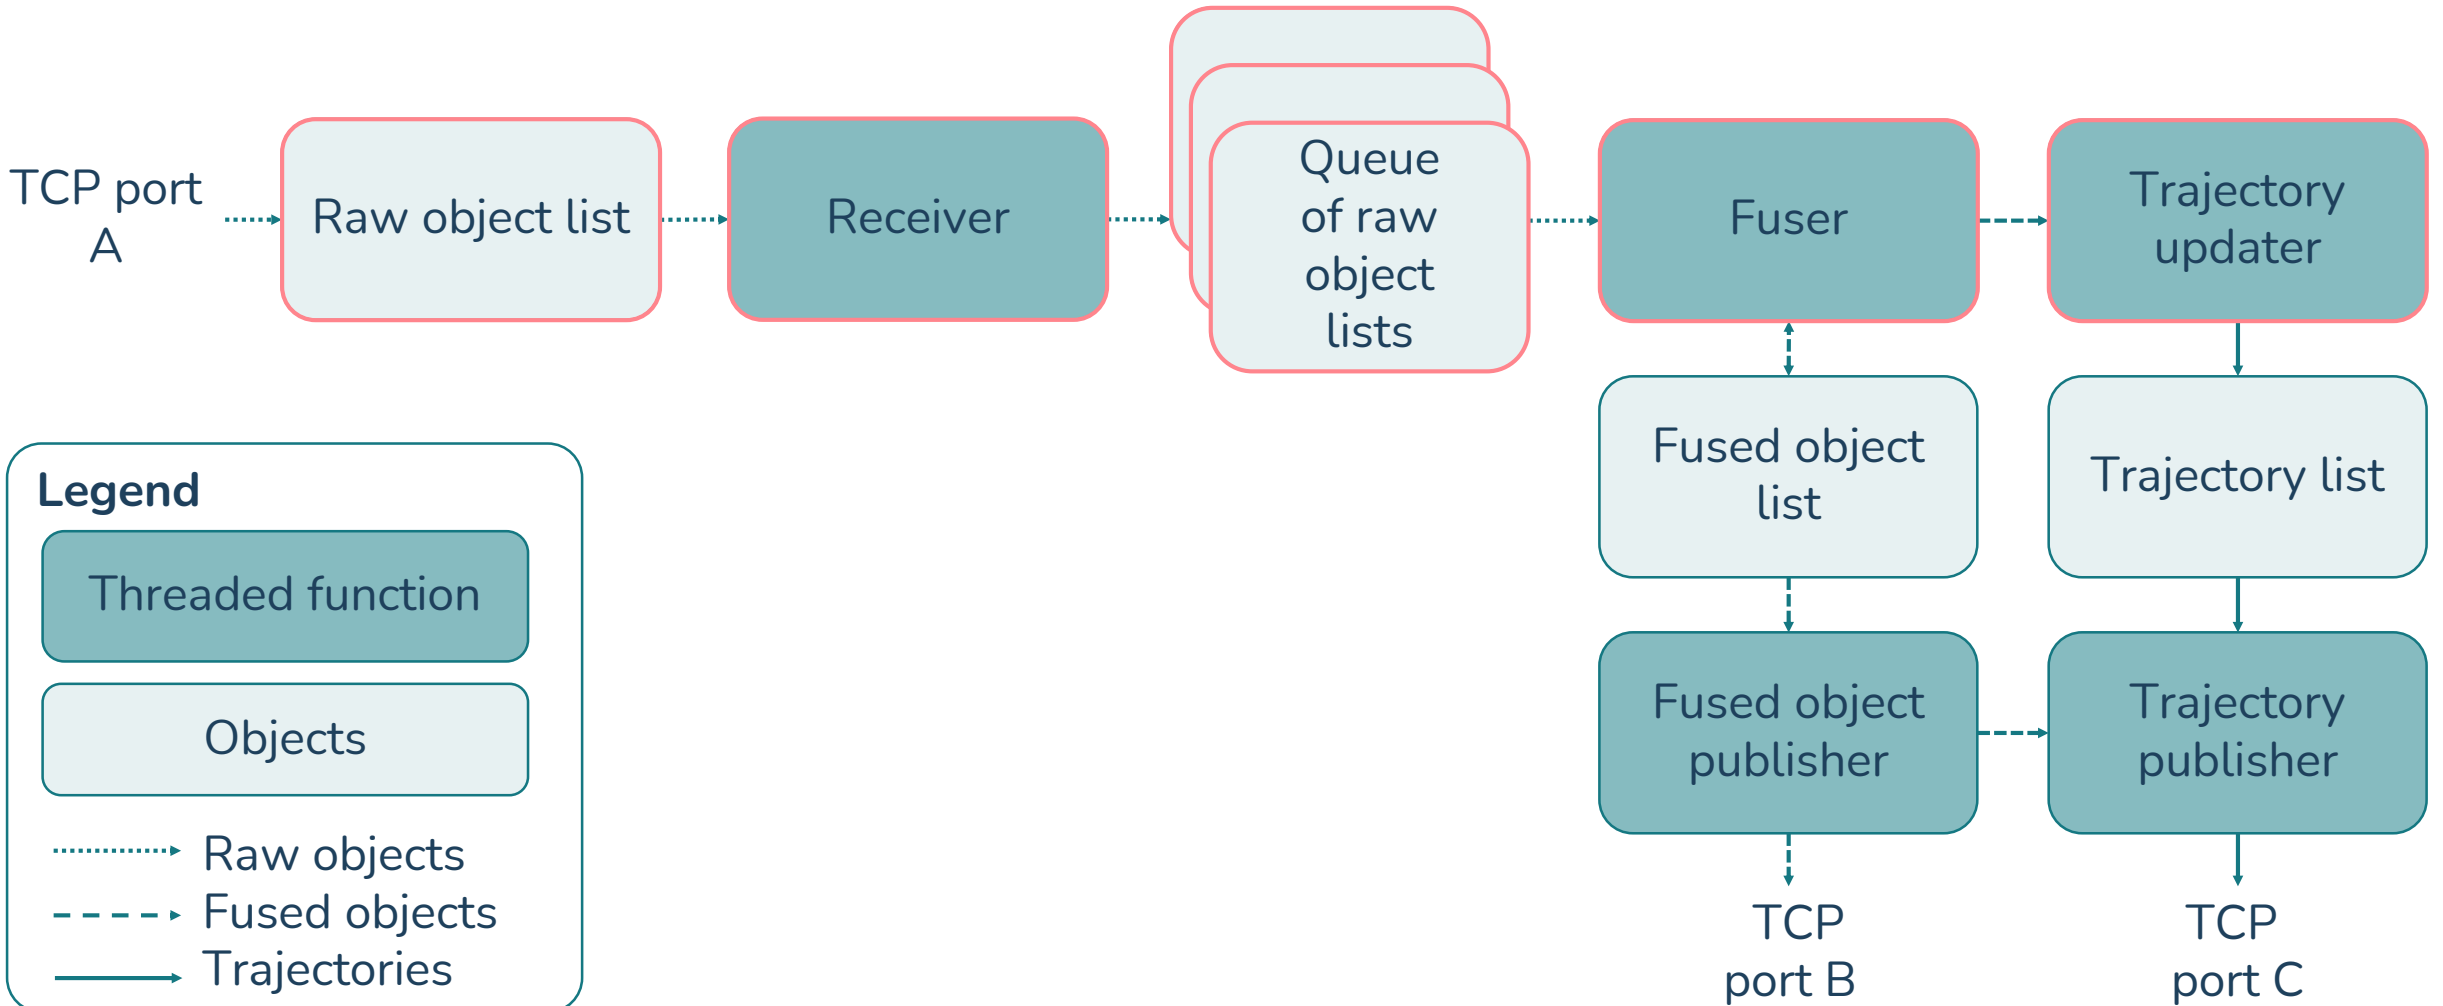 TCP port
A
Raw object list
Receiver
Queue
of raw
object
lists
Fuser
Trajectory
updater
Fused object
list
Trajectory list
Fused object
publisher
Trajectory
publisher
TCP
port B
TCP
port C
Legend
Threaded function
Objects
Raw objects
Fused objects
Trajectories